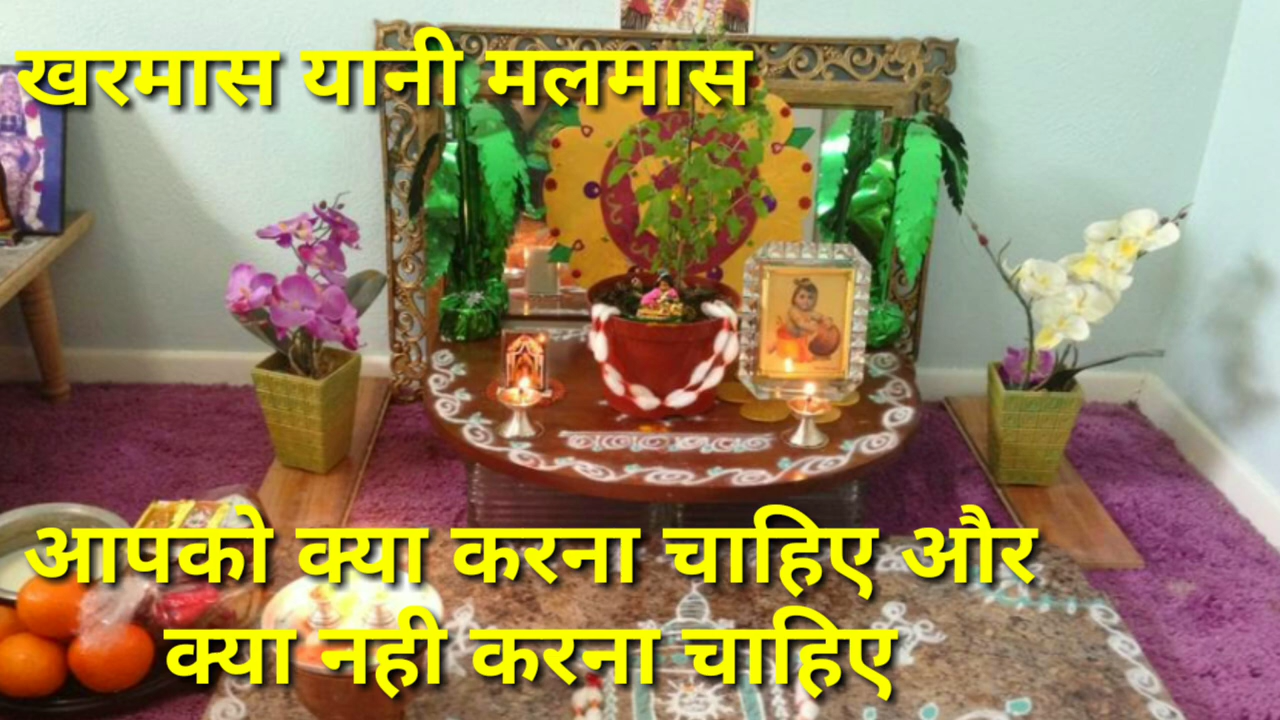 खरमास यानी मलमास
आपको क्या करना चाहिए और
क्या नही करना चाहिए